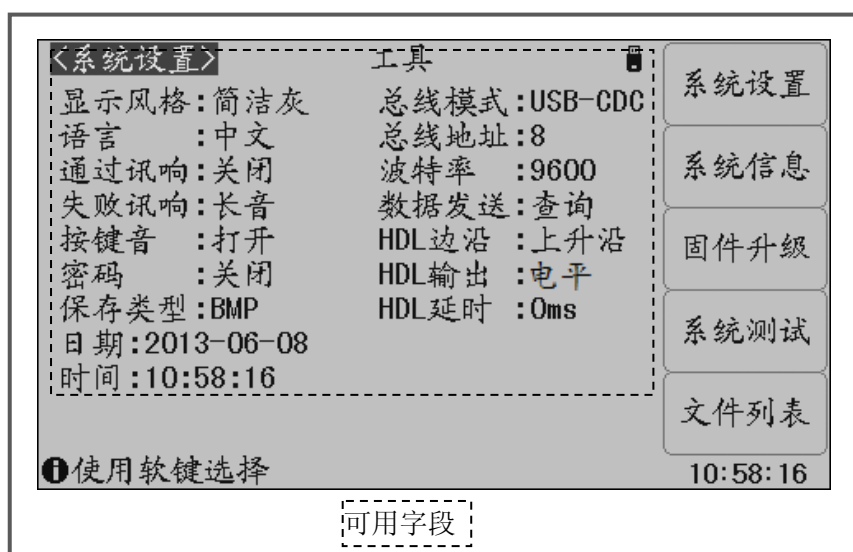 <系统设置> 工具
显示风格:简洁灰 总线模式:USB-CDC
语言 :中文 总线地址:8
通过讯响:关闭 波特率 :9600
失败讯响:长音 数据发送:查询
按键音 :打开 HDL边沿 :上升沿
密码 :关闭 HDL输出 :电平
保存类型:BMP HDL延时 :0ms
日期:2013-06-08
时间:10:58:16
系统设置
系统信息
固件升级
系统测试
文件列表
使用软键选择 10:58:16
可用字段